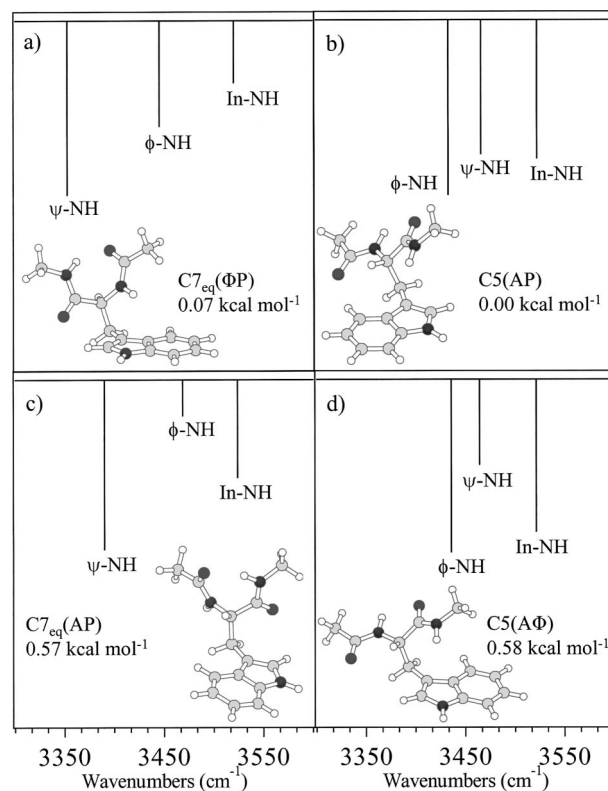 a)
In-NH
ϕ-NH
ψ-NH
C7eq(ΦP)
0.07 kcal mol-1
b)
ψ-NH
In-NH
ϕ-NH
C5(AP)
0.00 kcal mol-1
c)
ϕ-NH
In-NH
ψ-NH
C7eq(AP)
0.57 kcal mol-1
d)
ψ-NH
In-NH
ϕ-NH
C5(AΦ)
0.58 kcal mol-1
3350 3450 3550 3350 3450 3550
Wavenumbers (cm-1) Wavenumbers (cm-1)